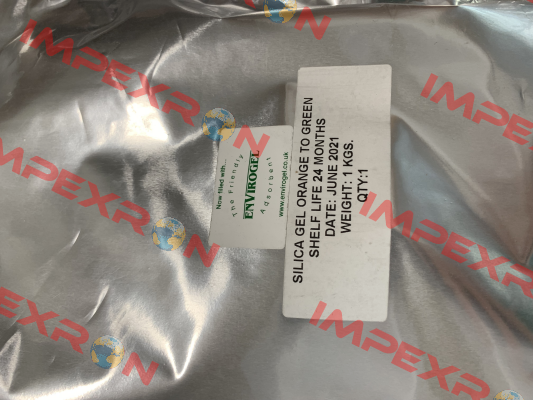 Now filled with...
The Friendly
ENVIROGEL
Adsorbent
www.envirogel.co.uk
SILICA GEL ORANGE TO GREEN
SHELF LIFE 24 MONTHS
DATE: JUNE 2021
WEIGHT: 1 KGS.
QTY:1
IMPEXRON
IMPEXRON
IMPEXRON
IMPEXRON
IMPEXRON
IMPEXRON
IMPEXRON